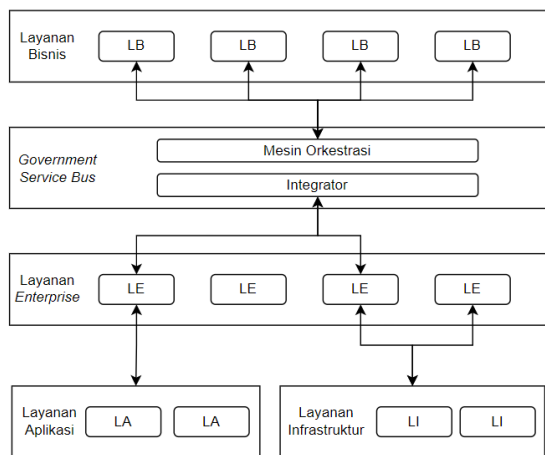 Layanan
Bisnis
LB LB LB LB
Government
Service Bus
Mesin Orkestrasi
Integrator
Layanan
Enterprise
LE LE LE LE
Layanan
Aplikasi
LA LA
Layanan
Infrastruktur
LI LI